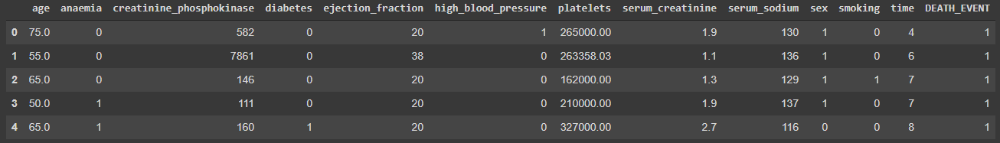 age anaemia creatinine_phosphokinase diabetes ejection_fraction high_blood_pressure platelets serum_creatinine serum_sodium sex smoking time DEATH_EVENT
0 75.0 0 582 0 20 1 265000.00 1.9 130 1 0 4 1
1 55.0 0 7861 0 38 0 263358.03 1.1 136 1 0 6 1
2 65.0 0 146 0 20 0 162000.00 1.3 129 1 1 7 1
3 50.0 1 111 0 20 0 210000.00 1.9 137 1 0 7 1
4 65.0 1 160 1 20 0 327000.00 2.7 116 0 0 8 1